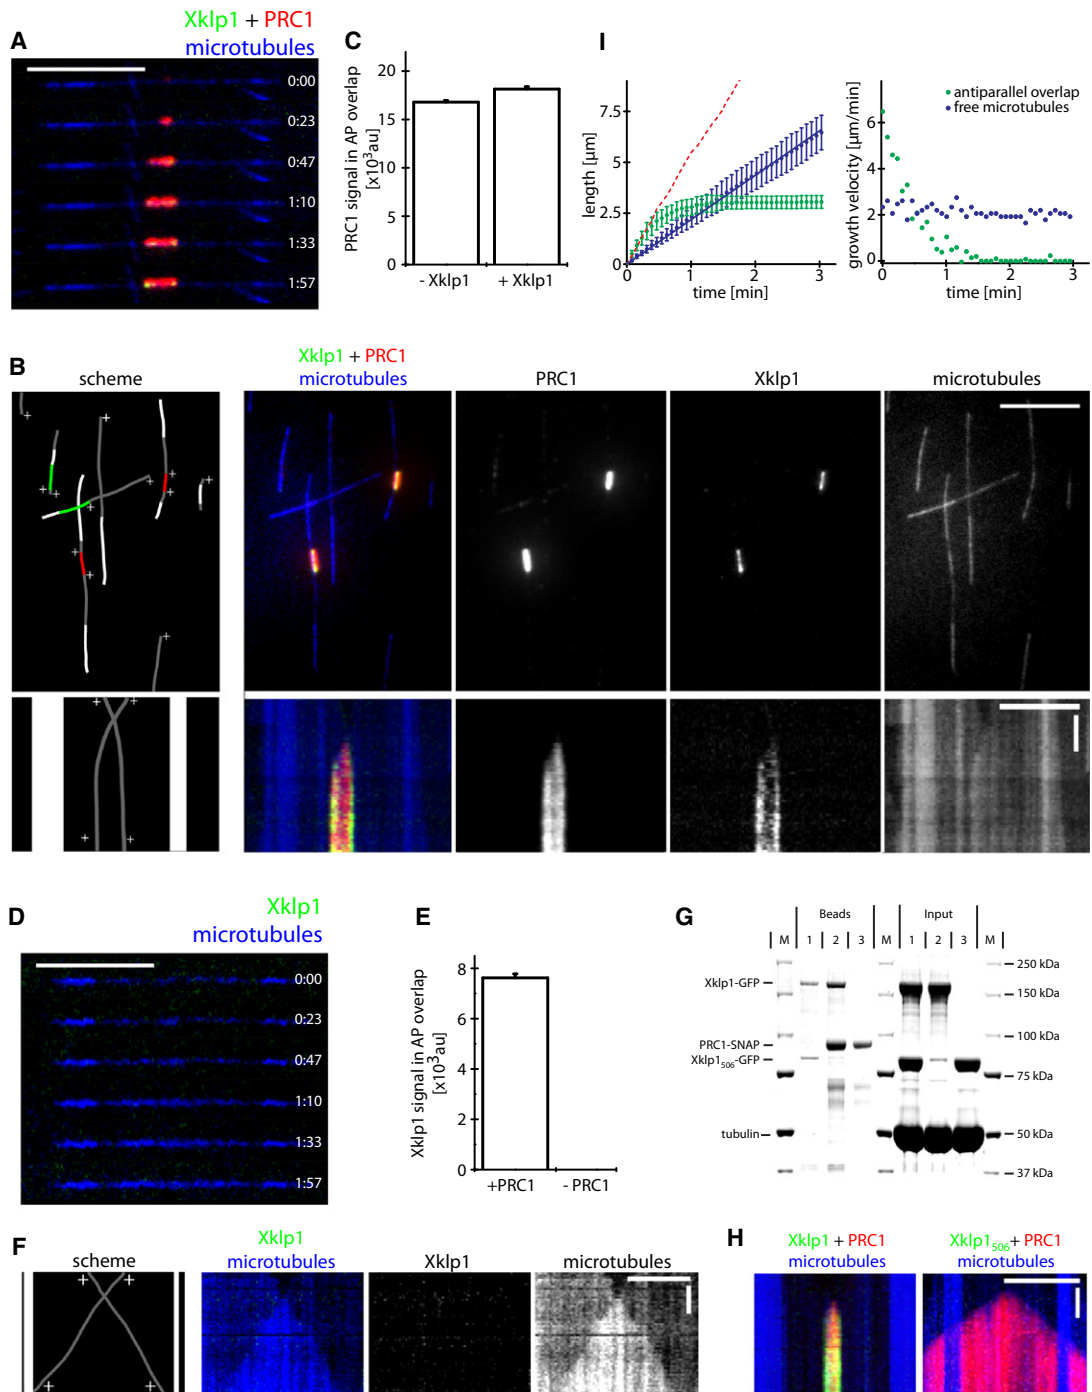 A
Xklp1 + PRC1
microtubules
0:00
0:23
0:47
1:10
1:33
1:57
C
PRC1 signal in AP overlap
[x10³au]
20
15
10
5
0
- Xklp1
+ Xklp1
I
length [µm]
7.5
5
2.5
0
0
1
2
3
time [min]
growth velocity [µm/min]
antiparallel overlap
free microtubules
6
4
2
0
0
1
2
3
time [min]
B
scheme
Xklp1 + PRC1
microtubules
PRC1
Xklp1
microtubules
D
Xklp1
microtubules
0:00
0:23
0:47
1:10
1:33
1:57
E
Xklp1 signal in AP overlap
[x10³au]
8
6
4
2
0
+PRC1
- PRC1
G
Beads
Input
M
1
2
3
M
1
2
3
M
Xklp1-GFP
PRC1-SNAP
Xklp1₅₀₆-GFP
tubulin
250 kDa
150 kDa
100 kDa
75 kDa
50 kDa
37 kDa
F
scheme
Xklp1
microtubules
Xklp1
microtubules
H
Xklp1 + PRC1
microtubules
Xklp1₅₀₆+ PRC1
microtubules